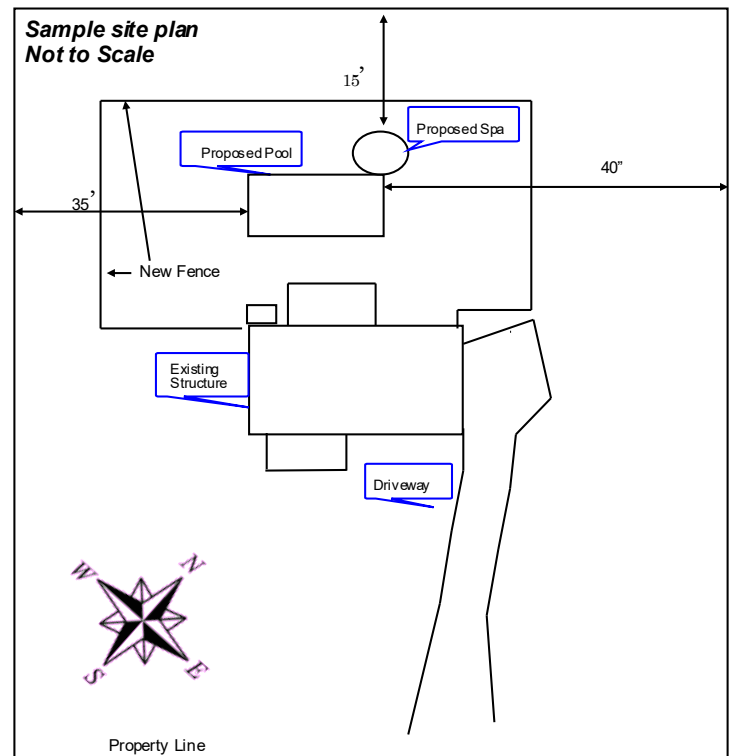 Sample site plan
Not to Scale
15’
Proposed Spa
Proposed Pool
40”
35’
New Fence
Existing
Structure
Driveway
W
N
S
E
Property Line